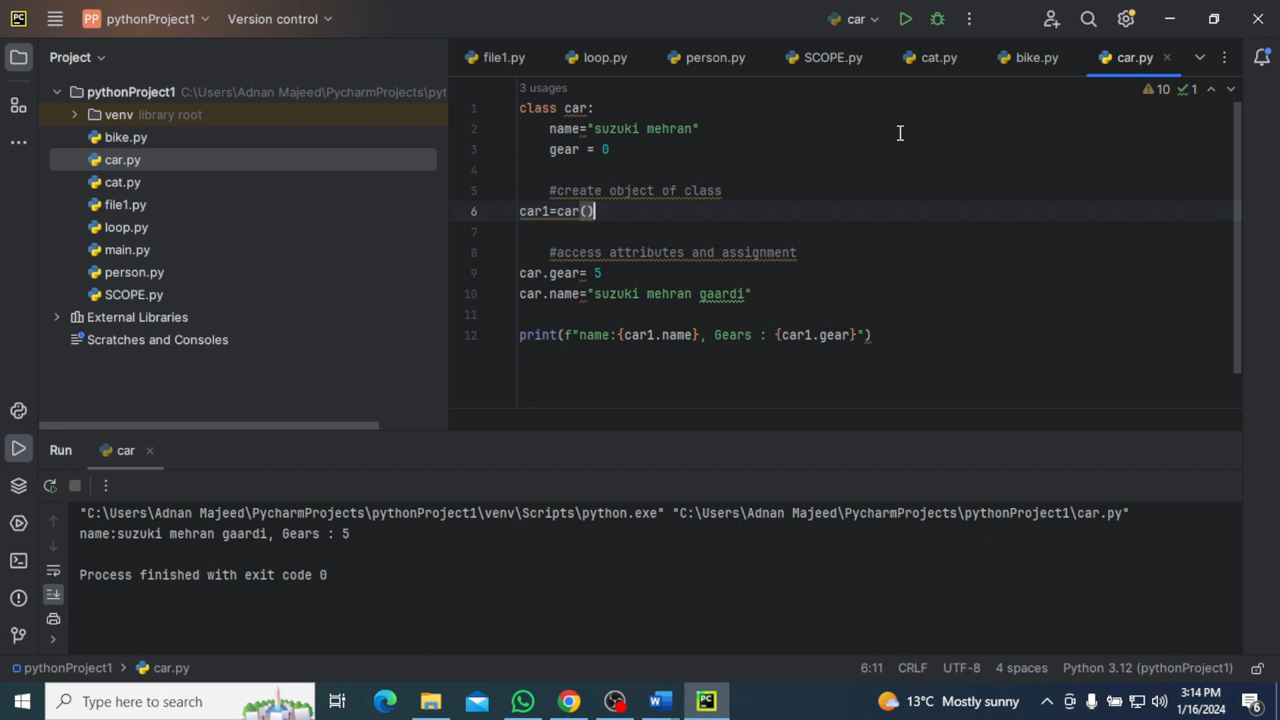 PC
PP pythonProject1
Version control
car
Project
file1.py
loop.py
person.py
SCOPE.py
cat.py
bike.py
car.py
pythonProject1 C:\Users\Adnan Majeed\PycharmProjects\pyt
venv library root
bike.py
car.py
cat.py
file1.py
loop.py
main.py
person.py
SCOPE.py
External Libraries
Scratches and Consoles
3 usages
10 1
1 class car:
2 name="suzuki mehran"
3 gear = 0
4
5 #create object of class
6 car1=car()
7
8 #access attributes and assignment
9 car.gear= 5
10 car.name="suzuki mehran gaardi"
11
12 print(f"name:{car1.name}, Gears : {car1.gear}")
Run car
"C:\Users\Adnan Majeed\PycharmProjects\pythonProject1\venv\Scripts\python.exe" "C:\Users\Adnan Majeed\PycharmProjects\pythonProject1\car.py"
name:suzuki mehran gaardi, Gears : 5
Process finished with exit code 0
pythonProject1 > car.py
6:11 CRLF UTF-8 4 spaces Python 3.12 (pythonProject1)
Type here to search
W
PC
13°C Mostly sunny
3:14 PM
1/16/2024
6